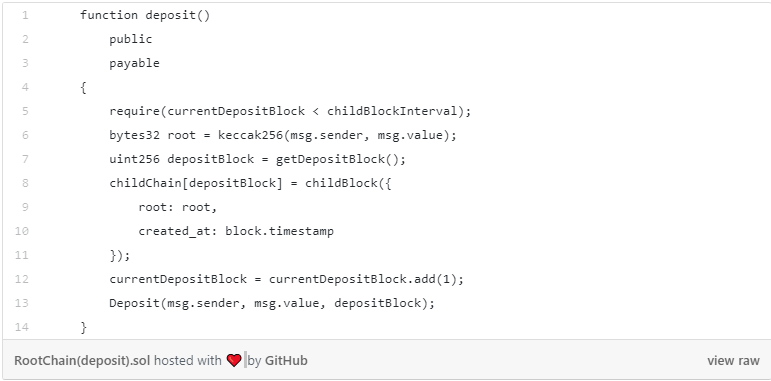 1 function deposit()
2 public
3 payable
4 {
5 require(currentDepositBlock < childBlockInterval);
6 bytes32 root = keccak256(msg.sender, msg.value);
7 uint256 depositBlock = getDepositBlock();
8 childChain[depositBlock] = childBlock({
9 root: root,
10 created_at: block.timestamp
11 });
12 currentDepositBlock = currentDepositBlock.add(1);
13 Deposit(msg.sender, msg.value, depositBlock);
14 }
RootChain(deposit).sol hosted with ❤ by GitHub view raw